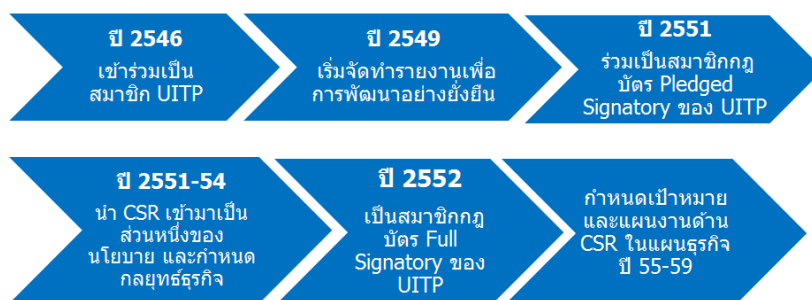 ปี 2546
เข้าร่วมเป็น
สมาชิก UITP
ปี 2549
เริ่มจัดทำรายงานเพื่อ
การพัฒนาอย่างยั่งยืน
ปี 2551
ร่วมเป็นสมาชิกกฎ
บัตร Pledged
Signatory ของ UITP
ปี 2551-54
นำ CSR เข้ามาเป็น
ส่วนหนึ่งของ
นโยบาย และกำหนด
กลยุทธ์ธุรกิจ
ปี 2552
เป็นสมาชิกกฎ
บัตร Full
Signatory ของ
UITP
กำหนดเป้าหมาย
และแผนงานด้าน
CSR ในแผนธุรกิจ
ปี 55-59